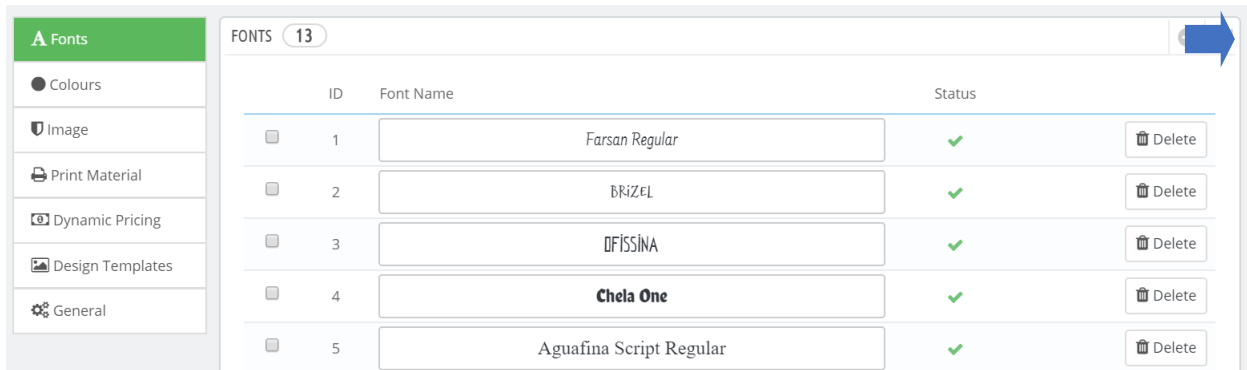 Fonts
Colours
Image
Print Material
Dynamic Pricing
Design Templates
General
FONTS 13
ID Font Name Status
1 Farsan Regular Delete
2 BRiZEL Delete
3 Delete
4 Chela One Delete
5 Aguafina Script Regular Delete